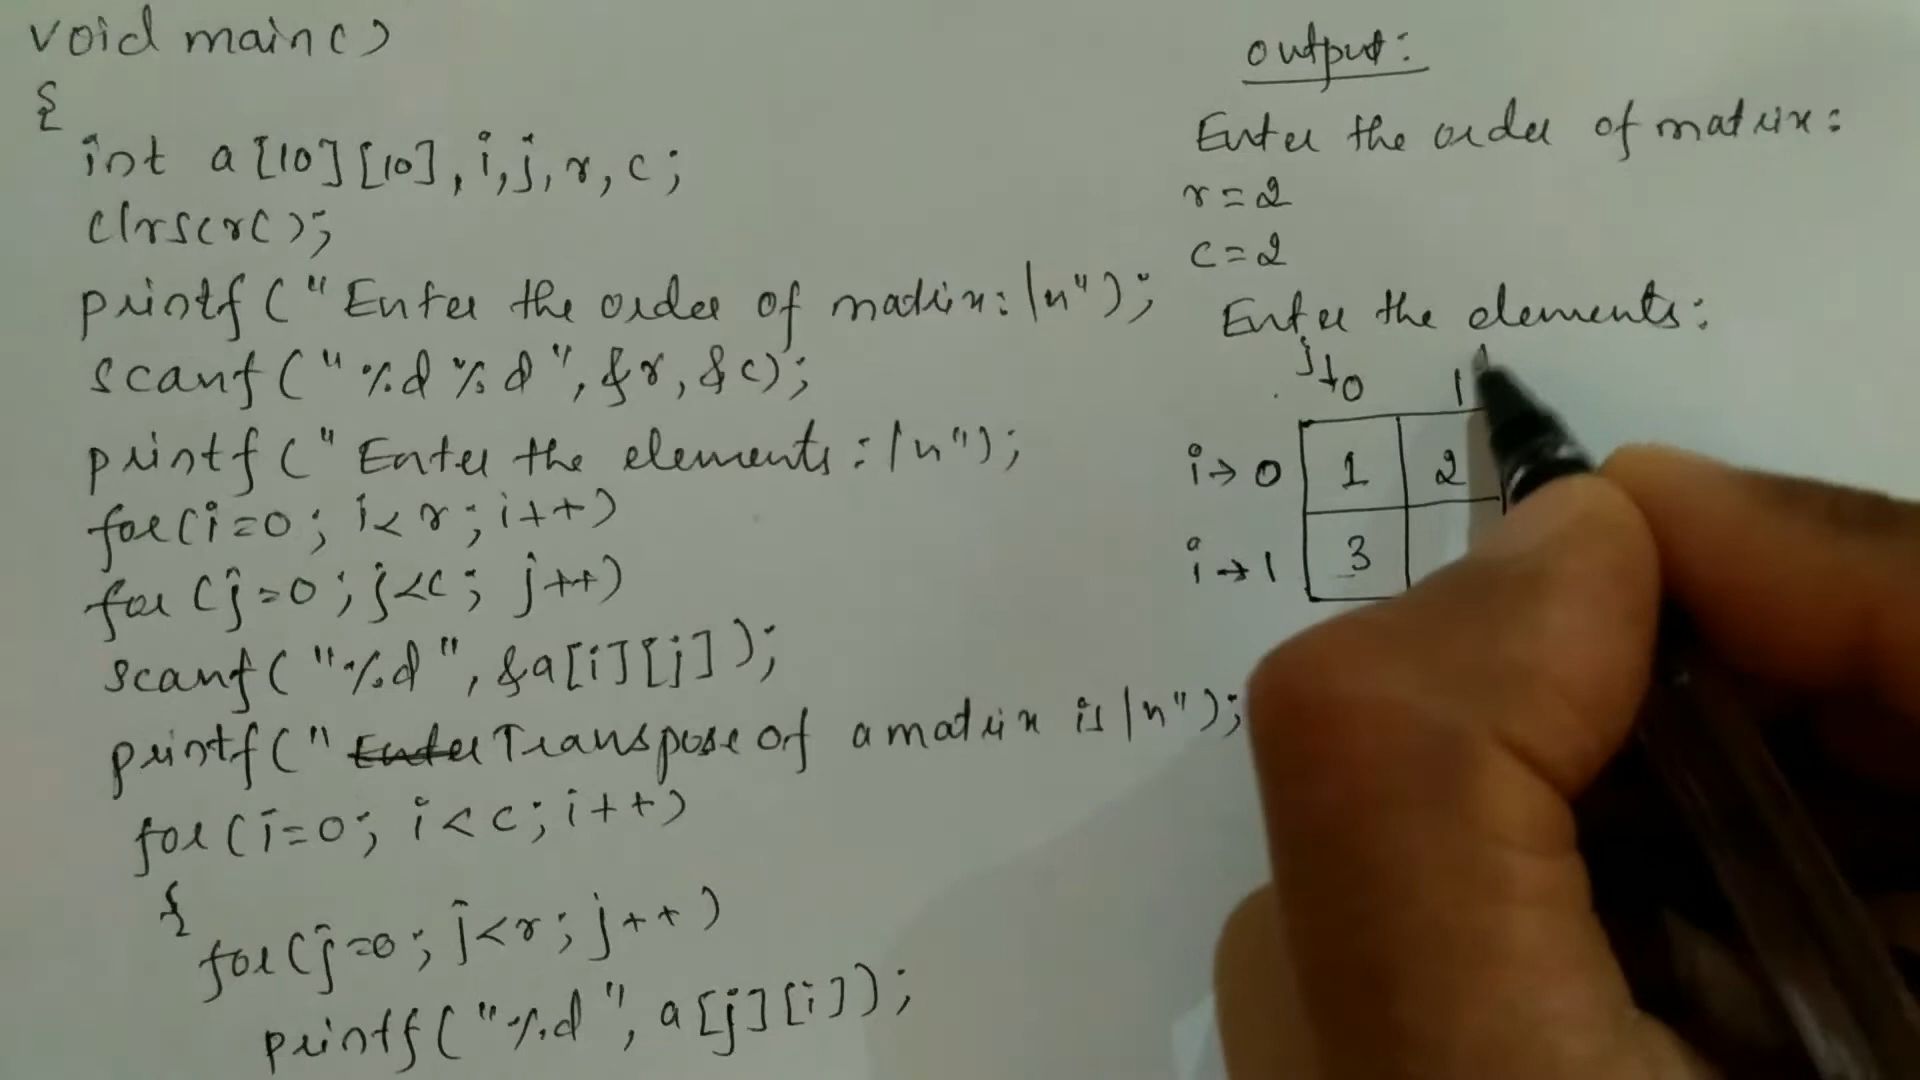 void main()
{
int a[10][10],i,j,r,c;
clrscr();
printf("Enter the order of matrix:\n");
scanf("%d%d",&r,&c);
printf("Enter the elements:\n");
for(i=0;i<r;i++)
for(j=0;j<c;j++)
scanf("%d",&a[i][j]);
printf("Enter Transpose of a matrix is\n");
for(i=0;i<c;i++)
{
for(j=0;j<r;j++)
printf("%d",a[j][i]);
output:
Enter the order of matrix:
r=2
c=2
Enter the elements:
j→0 1
i→0 1 2
i→1 3